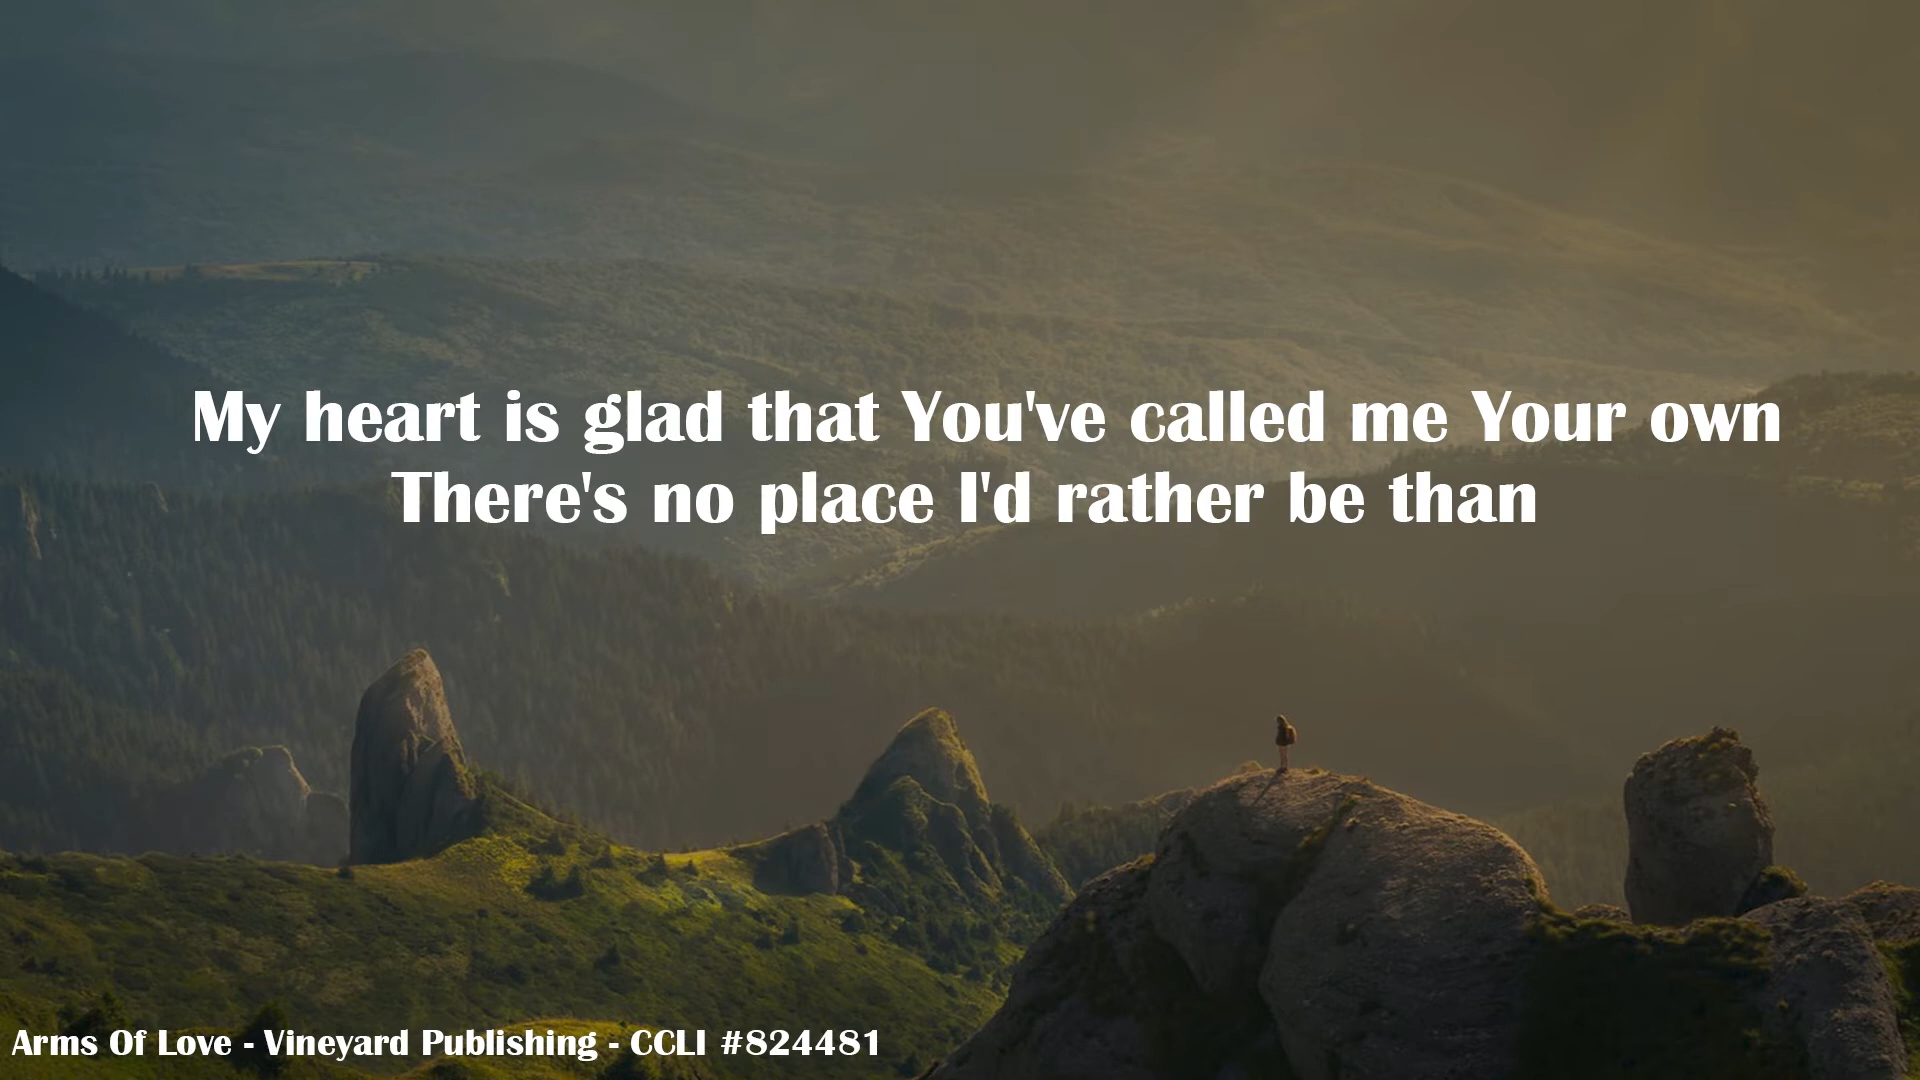 My heart is glad that You've called me Your own
There's no place I'd rather be than
Arms Of Love - Vineyard Publishing - CCLI #824481